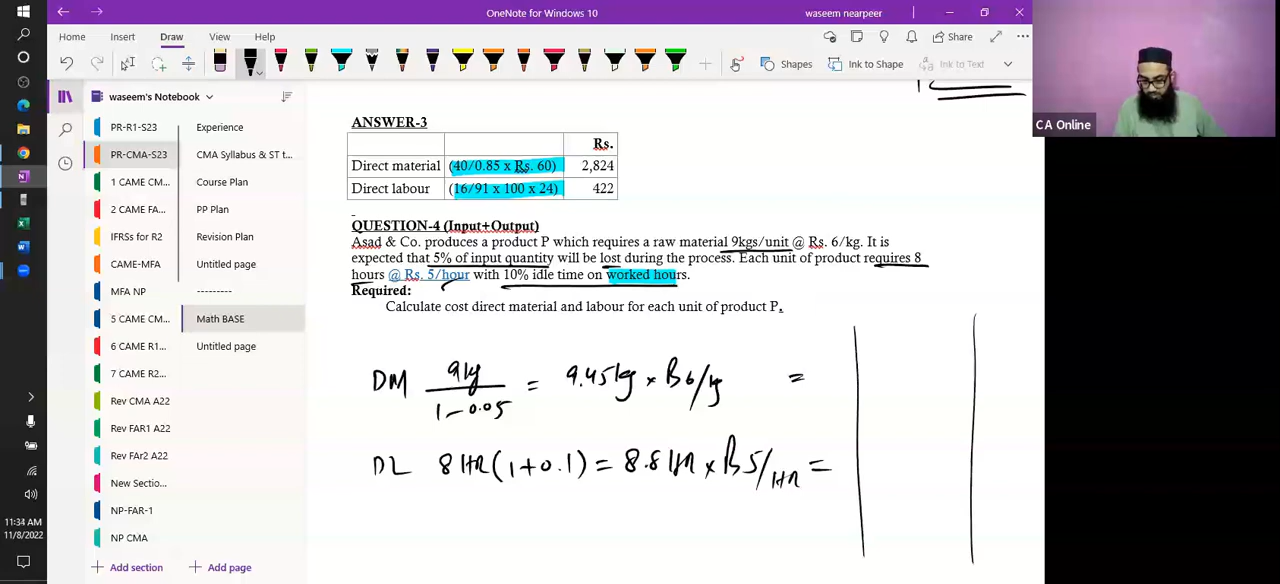 OneNote for Windows 10
waseem nearpeer
Home Insert Draw View Help
Share
Shapes
Ink to Shape
Ink to Text
waseem's Notebook
PR-R1-S23
PR-CMA-S23
1 CAME CM...
2 CAME FA...
IFRSs for R2
CAME-MFA
MFA NP
5 CAME CM...
6 CAME R1...
7 CAME R2...
Rev CMA A22
Rev FAR1 A22
Rev FAr2 A22
New Sectio...
NP-FAR-1
NP CMA
Add section
Experience
CMA Syllabus & ST t...
Course Plan
PP Plan
Revision Plan
Untitled page
---------
Math BASE
Untitled page
Add page
ANSWER-3
Rs.
Direct material (40/0.85 x Rs. 60) 2,824
Direct labour (16/91 x 100 x 24) 422
QUESTION-4 (Input+Output)
Asad & Co. produces a product P which requires a raw material 9kgs/unit @ Rs. 6/kg. It is
expected that 5% of input quantity will be lost during the process. Each unit of product requires 8
hours @ Rs. 5/hour with 10% idle time on worked hours.
Required:
Calculate cost direct material and labour for each unit of product P.
DM 9kg / 1-0.05 = 9.45kg × Rs 6/kg =
DL 8 HR (1+0.1) = 8.8 HR × Rs 5/HR =
CA Online
11:34 AM
11/8/2022